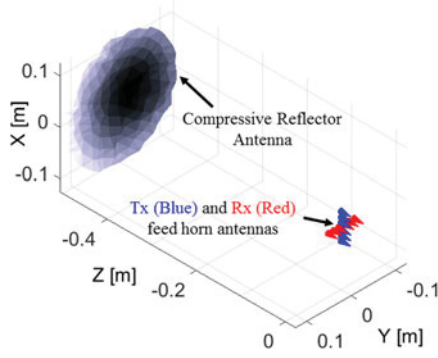 0.1
0
-0.1
X [m]
Compressive Reflector
Antenna
Tx (Blue) and Rx (Red)
feed horn antennas
-0.4
-0.2
0
Z [m]
-0.1
0
0.1
Y [m]